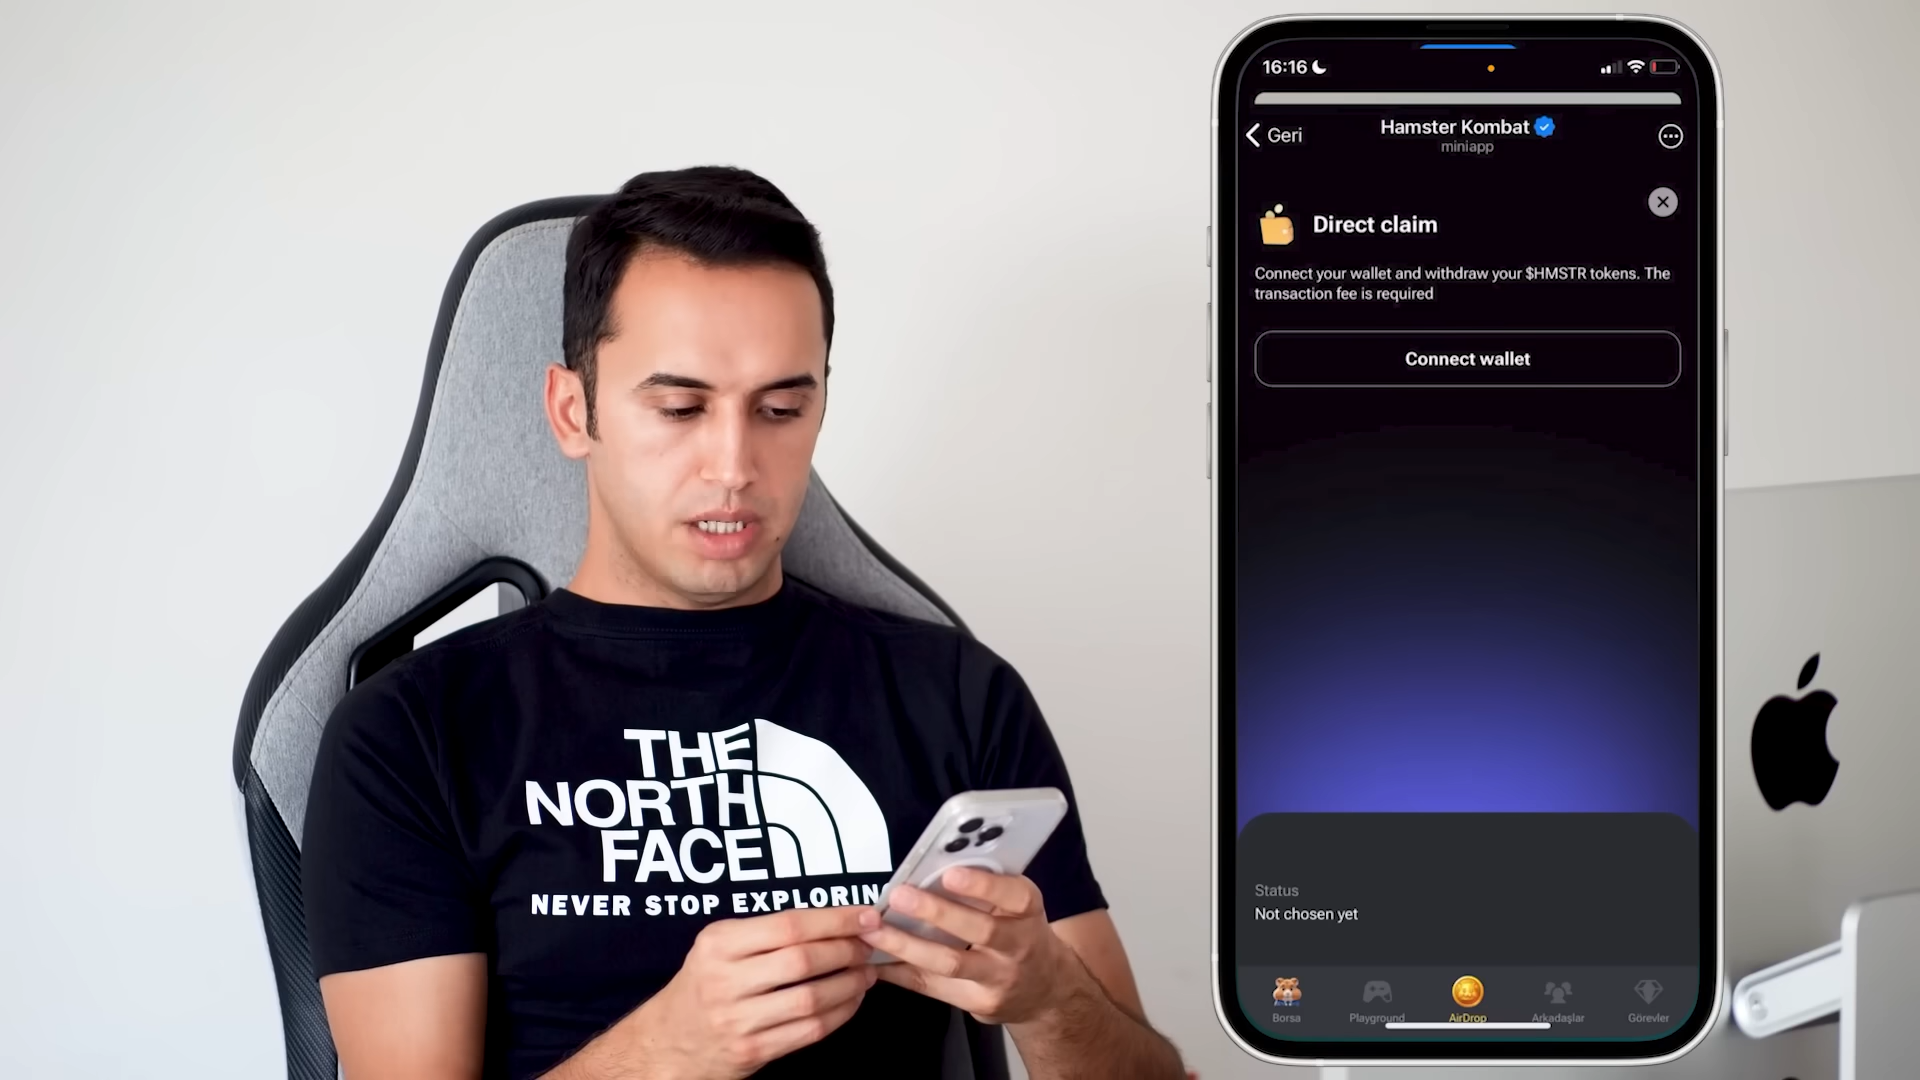 THE
NORTH
FACE
NEVER STOP EXPLORING
16:16
Geri
Hamster Kombat
miniapp
Direct claim
Connect your wallet and withdraw your $HMSTR tokens. The
transaction fee is required
Connect wallet
Status
Not chosen yet
Borsa
Playground
AirDrop
Arkadaşlar
Görevler